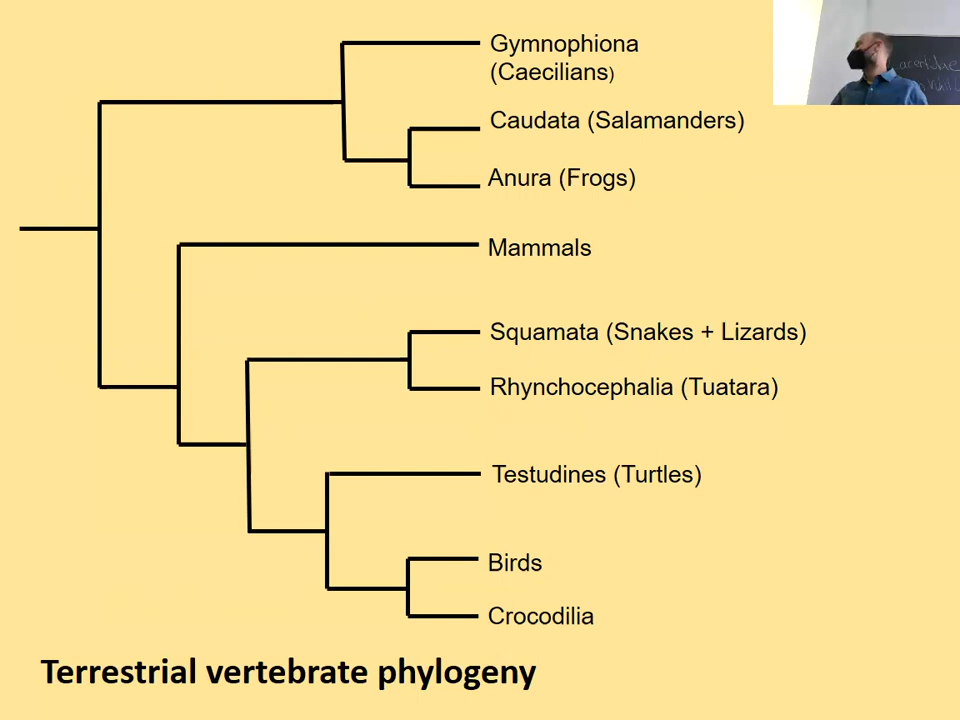 Gymnophiona
(Caecilians)
Caudata (Salamanders)
Anura (Frogs)
Mammals
Squamata (Snakes + Lizards)
Rhynchocephalia (Tuatara)
Testudines (Turtles)
Birds
Crocodilia
Terrestrial vertebrate phylogeny